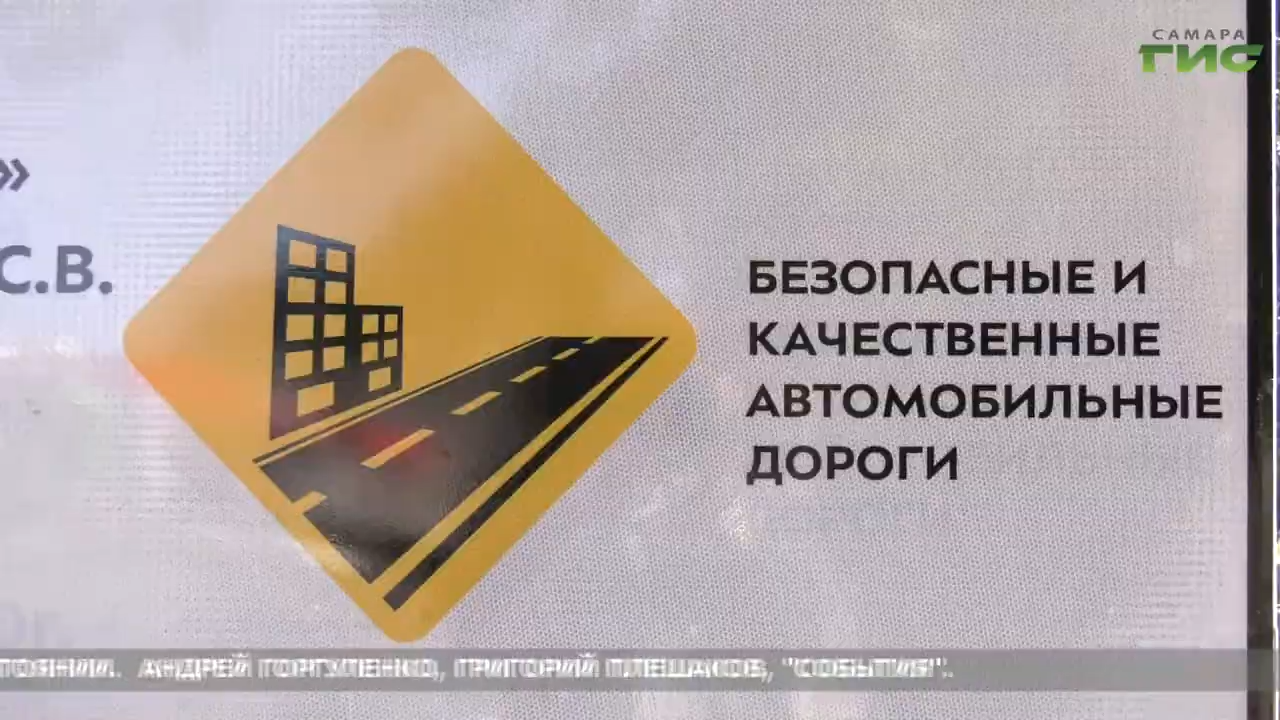 САМАРА
ГИС
»
С.В.
БЕЗОПАСНЫЕ И
КАЧЕСТВЕННЫЕ
АВТОМОБИЛЬНЫЕ
ДОРОГИ
АНДРЕЙ ГОРГУЛЕНКО, ГРИГОРИЙ ПЛЕШАКОВ, "СОБЫТИЯ".